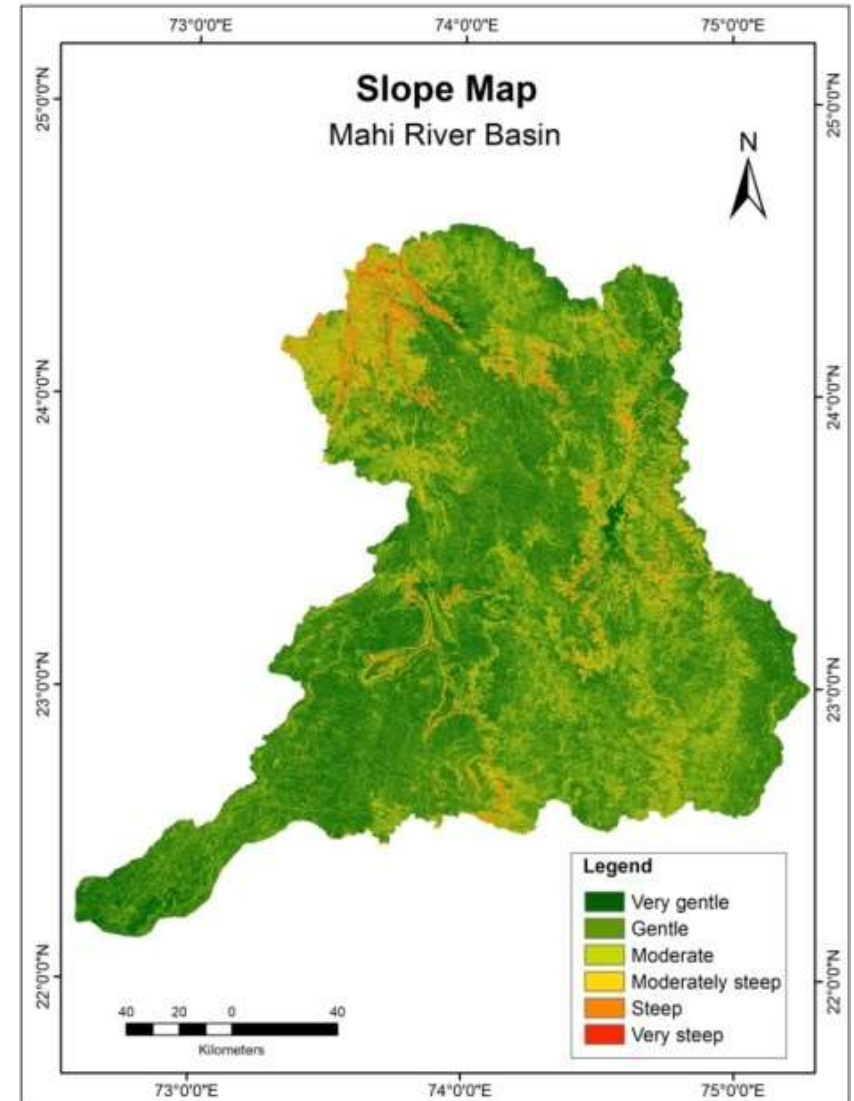 73°0'0"E 74°0'0"E 75°0'0"E
Slope Map
Mahi River Basin
N
25°0'0"N 25°0'0"N
24°0'0"N 24°0'0"N
23°0'0"N 23°0'0"N
22°0'0"N 22°0'0"N
Legend
Very gentle
Gentle
Moderate
Moderately steep
Steep
Very steep
40 20 0 40
Kilometers
73°0'0"E 74°0'0"E 75°0'0"E